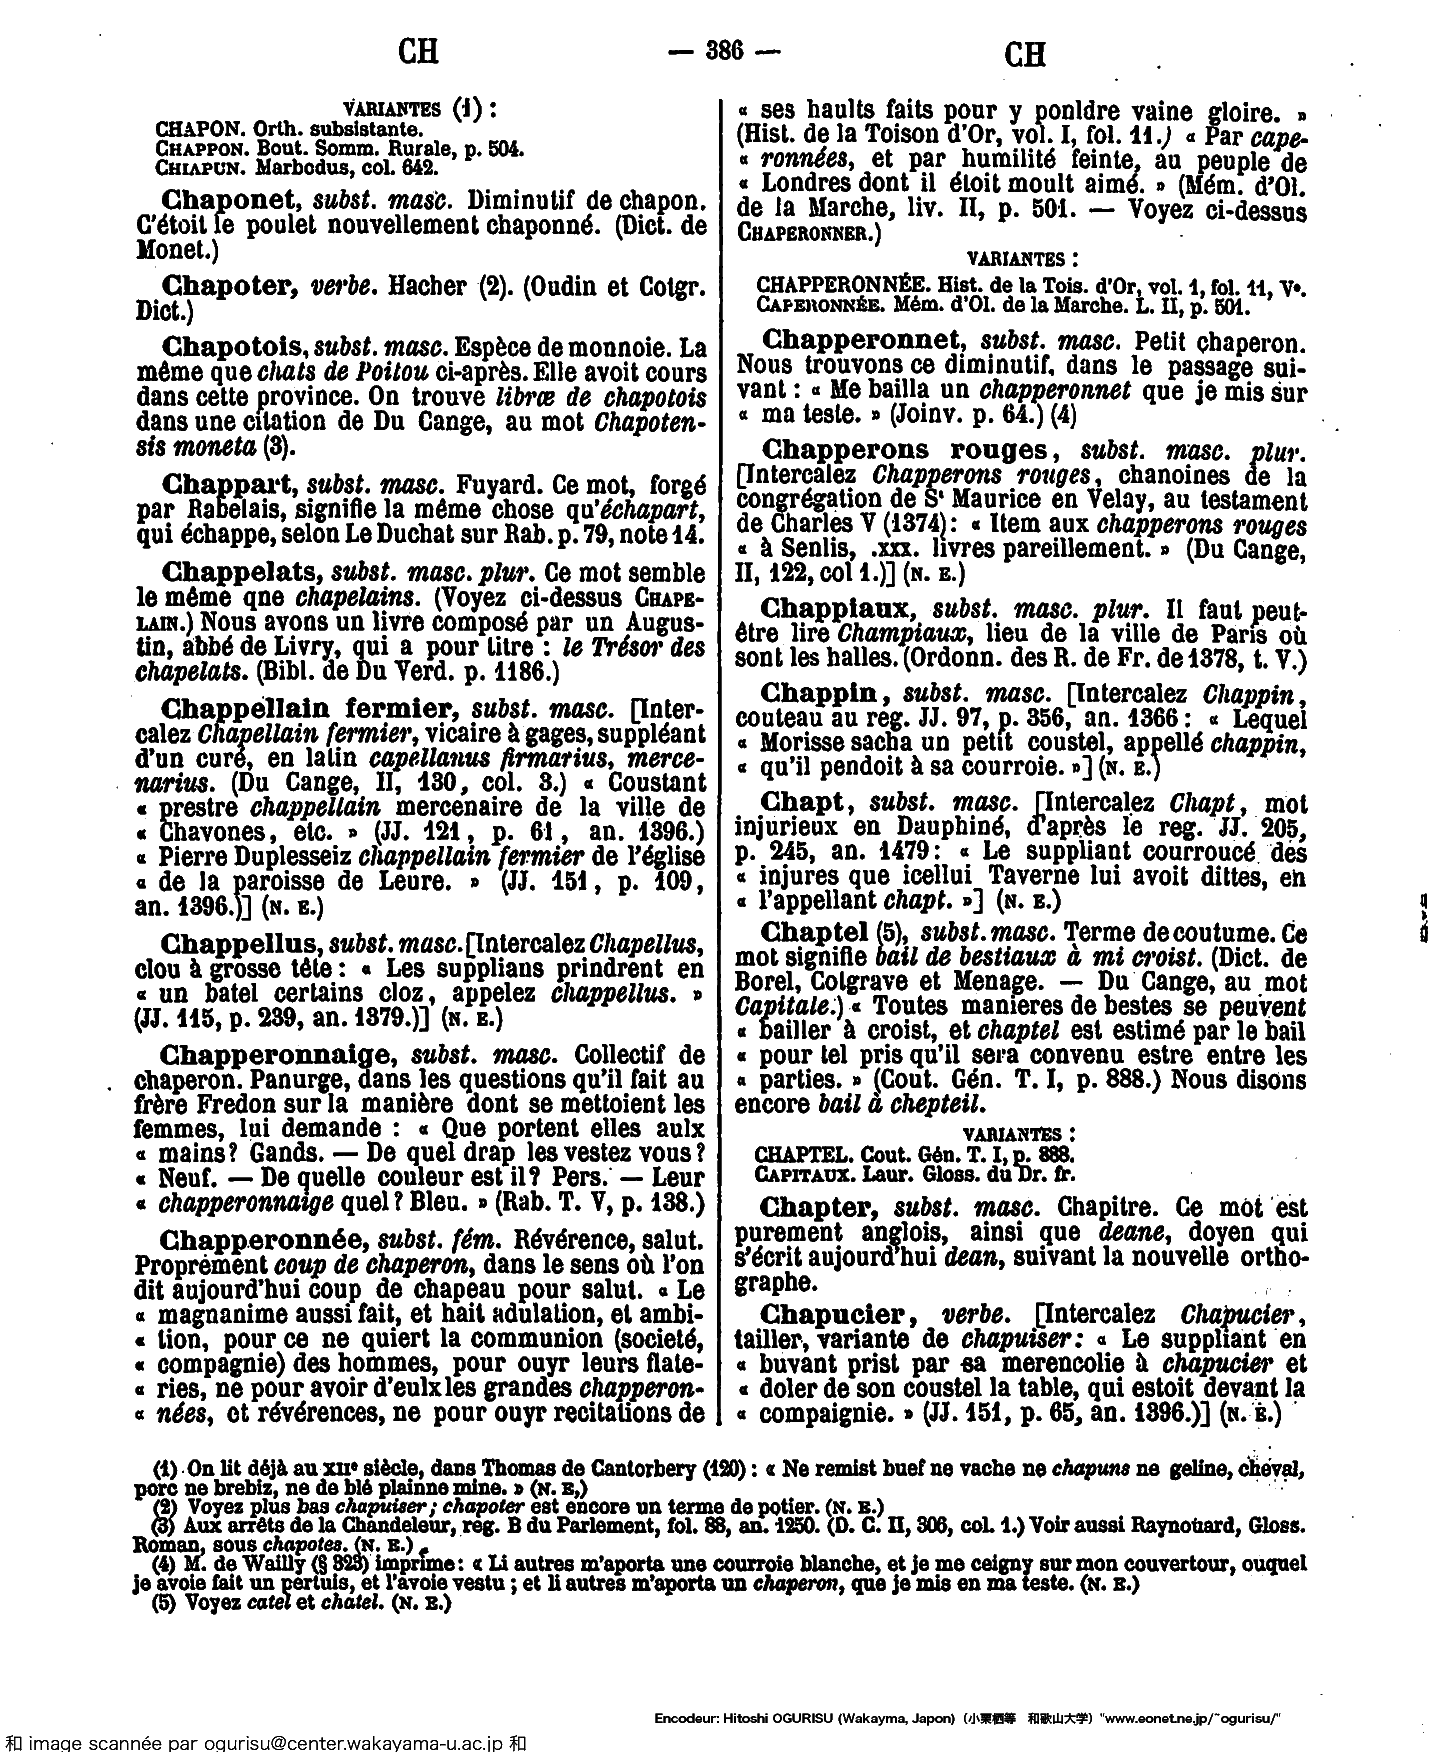 CH
— 386 —
CH
VARIANTES (1) :
CHAPON. Orth. subsistante.
CHAPPON. Bout. Somm. Rurale, p. 504.
CHIAPUN. Marbodus, col. 642.
Chaponet, subst. masc. Diminutif de chapon.
C'étoit le poulet nouvellement chaponné. (Dict. de
Monet.)
Chapoter, verbe. Hacher (2). (Oudin et Cotgr.
Dict.)
Chapotois, subst. masc. Espèce de monnoie. La
même que chats de Poitou ci-après. Elle avoit cours
dans cette province. On trouve libræ de chapotois
dans une citation de Du Cange, au mot Chapoten-
sis moneta (3).
Chappart, subst. masc. Fuyard. Ce mot, forgé
par Rabelais, signifie la même chose qu'échapart,
qui échappe, selon Le Duchat sur Rab. p. 79, note 14.
Chappelats, subst. masc. plur. Ce mot semble
le même qne chapelains. (Voyez ci-dessus CHAPE-
LAIN.) Nous avons un livre composé par un Augus-
tin, abbé de Livry, qui a pour titre : le Trésor des
chapelats. (Bibl. de Du Verd. p. 1186.)
Chappellain fermier, subst. masc. [Inter-
calez Chapellain fermier, vicaire à gages, suppléant
d'un curé, en latin capellanus firmarius, merce-
narius. (Du Cange, II, 130, col. 3.) « Coustant
« prestre chappellain mercenaire de la ville de
« Chavones, etc. » (JJ. 121, p. 61, an. 1396.)
« Pierre Duplesseiz chappellain fermier de l'église
« de la paroisse de Leure. » (JJ. 151, p. 109,
an. 1396.)] (N. E.)
Chappellus, subst. masc. [Intercalez Chapellus,
clou à grosse tête : « Les supplians prindrent en
« un batel certains cloz, appelez chappellus. »
(JJ. 115, p. 239, an. 1379.)] (N. E.)
Chapperonnaige, subst. masc. Collectif de
chaperon. Panurge, dans les questions qu'il fait au
frère Fredon sur la manière dont se mettoient les
femmes, lui demande : « Que portent elles aulx
« mains? Gands. — De quel drap les vestez vous?
« Neuf. — De quelle couleur est il? Pers. — Leur
« chapperonnaige quel? Bleu. » (Rab. T. V, p. 138.)
Chapperonnée, subst. fém. Révérence, salut.
Proprement coup de chaperon, dans le sens où l'on
dit aujourd'hui coup de chapeau pour salut. « Le
« magnanime aussi fait, et hait adulation, et ambi-
« tion, pour ce ne quiert la communion (societé,
« compagnie) des hommes, pour ouyr leurs flate-
« ries, ne pour avoir d'eulx les grandes chapperon-
« nées, et révérences, ne pour ouyr recitations de
« ses haults faits pour y ponldre vaine gloire. »
(Hist. de la Toison d'Or, vol. I, fol. 11.) « Par cape-
« ronnées, et par humilité feinte, au peuple de
« Londres dont il étoit moult aimé. » (Mém. d'Ol.
de la Marche, liv. II, p. 501. — Voyez ci-dessus
CHAPERONNER.)
VARIANTES :
CHAPPERONNÉE. Hist. de la Tois. d'Or, vol. 1, fol. 11, V°.
CAPERONNÉE. Mém. d'Ol. de la Marche. L. II, p. 501.
Chapperonnet, subst. masc. Petit chaperon.
Nous trouvons ce diminutif, dans le passage sui-
vant : « Me bailla un chapperonnet que je mis sur
« ma teste. » (Joinv. p. 64.) (4)
Chapperons rouges, subst. masc. plur.
[Intercalez Chapperons rouges, chanoines de la
congrégation de St Maurice en Velay, au testament
de Charles V (1374): « Item aux chapperons rouges
« à Senlis, .xxx. livres pareillement. » (Du Cange,
II, 122, col 1.)] (N. E.)
Chappiaux, subst. masc. plur. Il faut peut-
être lire Champiaux, lieu de la ville de Paris où
sont les halles. (Ordonn. des R. de Fr. de 1378, t. V.)
Chappin, subst. masc. [Intercalez Chappin,
couteau au reg. JJ. 97, p. 356, an. 1366 : « Lequel
« Morisse sacha un petit coustel, appellé chappin,
« qu'il pendoit à sa courroie. »] (N. E.)
Chapt, subst. masc. [Intercalez Chapt, mot
injurieux en Dauphiné, d'après le reg. JJ. 205,
p. 245, an. 1479 : « Le suppliant courroucé des
« injures que icellui Taverne lui avoit dittes, en
« l'appellant chapt. »] (N. E.)
Chaptel (5), subst. masc. Terme de coutume. Ce
mot signifie bail de bestiaux à mi croist. (Dict. de
Borel, Cotgrave et Menage. — Du Cange, au mot
Capitale.) « Toutes manieres de bestes se peuvent
« bailler à croist, et chaptel est estimé par le bail
« pour tel pris qu'il sera convenu estre entre les
« parties. » (Cout. Gén. T. I, p. 888.) Nous disons
encore bail à chepteil.
VARIANTES :
CHAPTEL. Cout. Gén. T. I, p. 888.
CAPITAUX. Laur. Gloss. du Dr. fr.
Chapter, subst. masc. Chapitre. Ce mot est
purement anglois, ainsi que deane, doyen qui
s'écrit aujourd'hui dean, suivant la nouvelle ortho-
graphe.
Chapucier, verbe. [Intercalez Chapucier,
tailler, variante de chapuiser : « Le suppliant en
« buvant prist par sa merencolie à chapucier et
« doler de son coustel la table, qui estoit devant la
« compaignie. » (JJ. 151, p. 65, an. 1396.)] (N. E.)
(1) On lit déjà au XIIe siècle, dans Thomas de Cantorbery (120) : « Ne remist buef ne vache ne chapuns ne geline, cheval,
porc ne brebiz, ne de blé plainne mine. » (N. E,)
(2) Voyez plus bas chapuiser ; chapoter est encore un terme de potier. (N. E.)
(3) Aux arrêts de la Chandeleur, reg. B du Parlement, fol. 88, an. 1250. (D. C. II, 306, col. 1.) Voir aussi Raynouard, Gloss.
Roman, sous chapotes. (N. E.)
(4) M. de Wailly (§ 323) imprime : « Li autres m'aporta une courroie blanche, et je me ceigny sur mon couvertour, ouquel
je avoie fait un pertuis, et l'avoie vestu ; et li autres m'aporta un chaperon, que je mis en ma teste. (N. E.)
(5) Voyez catel et chatel. (N. E.)
Encodeur: Hitoshi OGURISU (Wakayma, Japon) (小栗栖等 和歌山大学) "www.eonet.ne.jp/~ogurisu/"
和 image scannée par ogurisu@center.wakayama-u.ac.jp 和